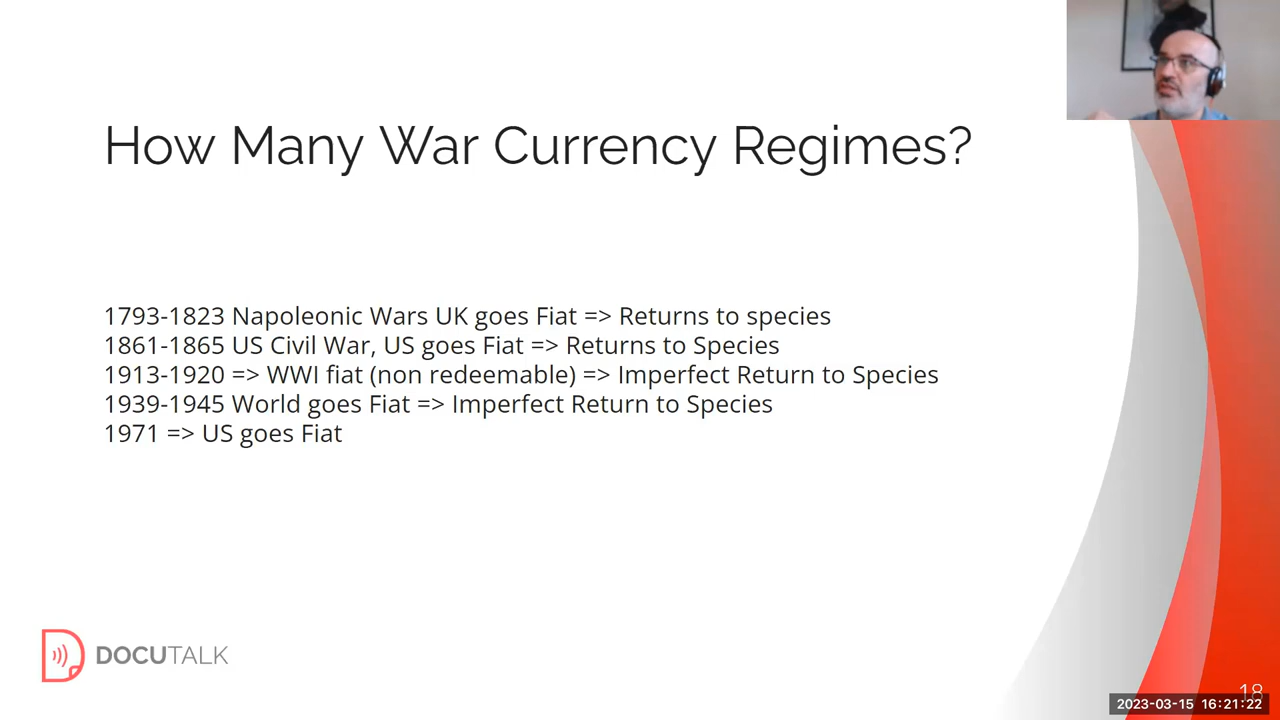 How Many War Currency Regimes?
1793-1823 Napoleonic Wars UK goes Fiat => Returns to species
1861-1865 US Civil War, US goes Fiat => Returns to Species
1913-1920 => WWI fiat (non redeemable) => Imperfect Return to Species
1939-1945 World goes Fiat => Imperfect Return to Species
1971 => US goes Fiat
DOCUTALK
18
2023-03-15 16:21:22